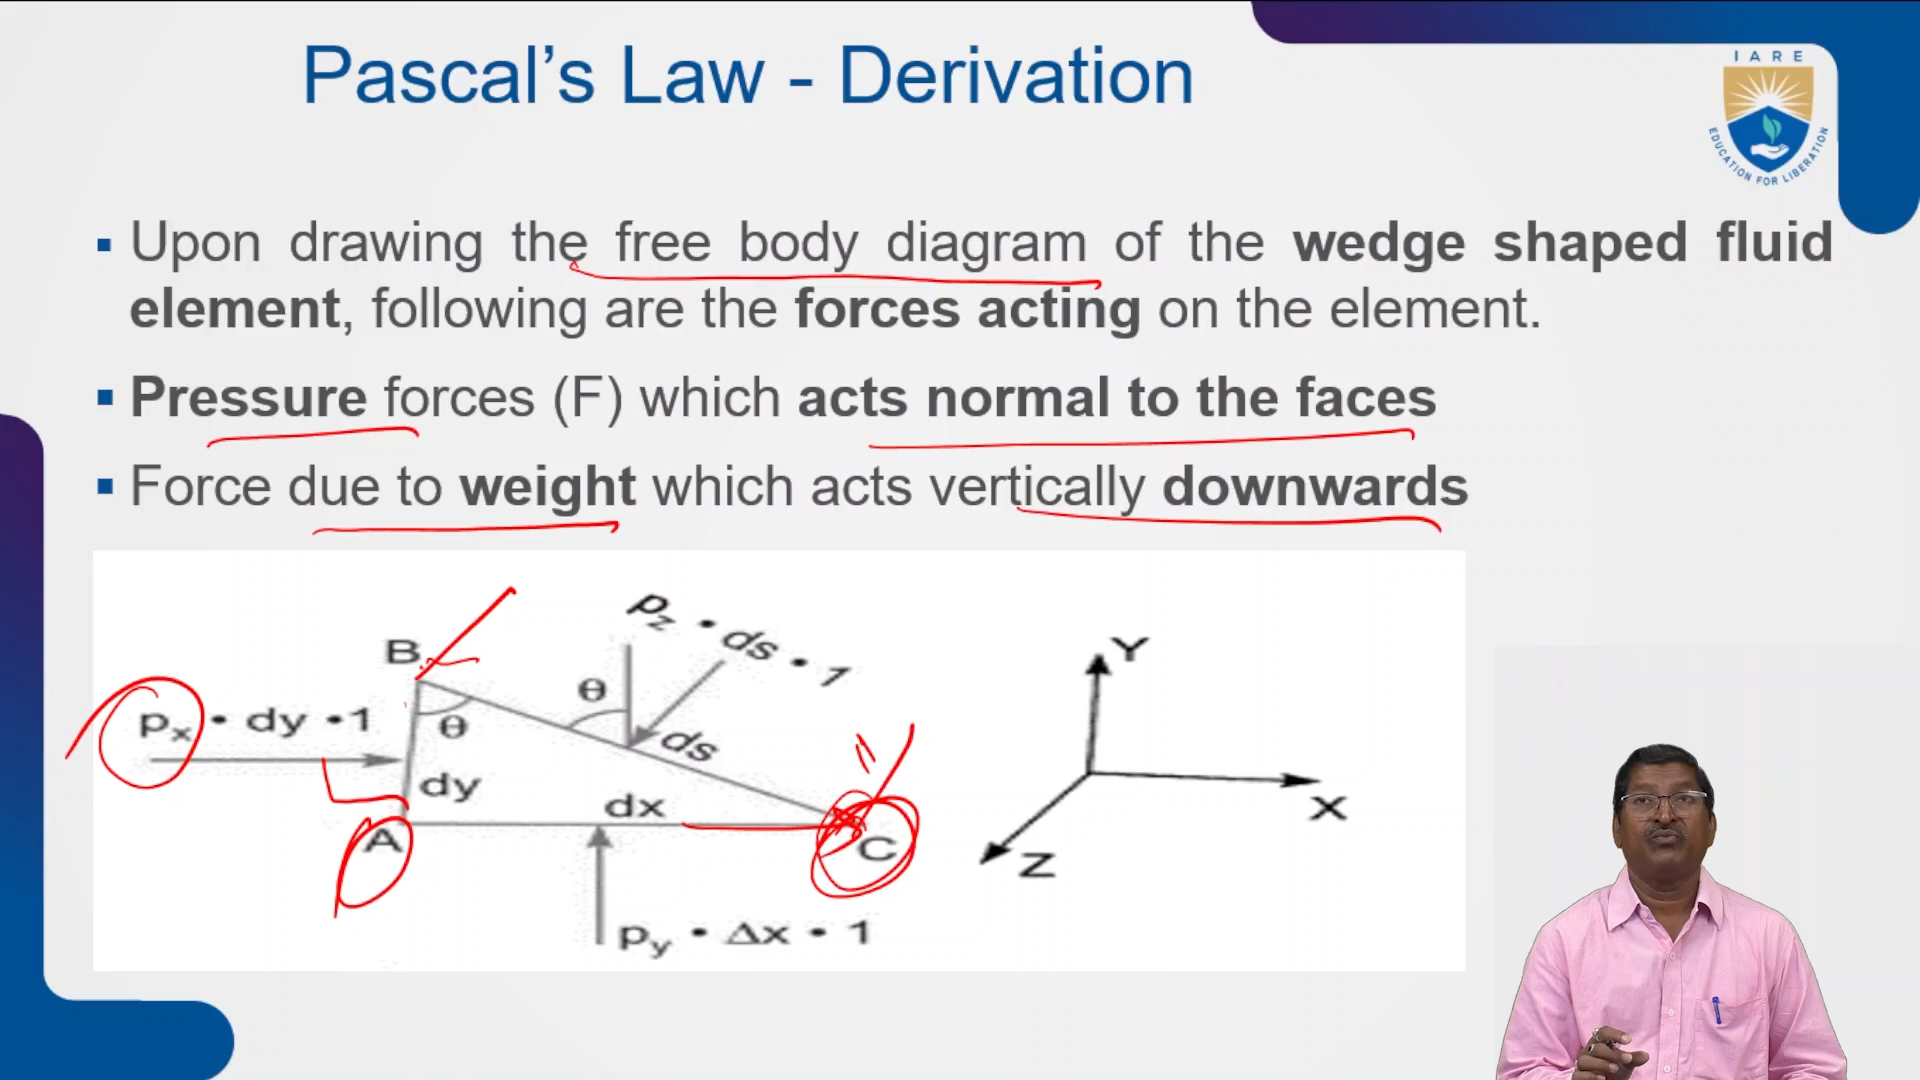 Pascal’s Law - Derivation
I A R E
EDUCATION FOR LIBERATION
▪ Upon drawing the free body diagram of the wedge shaped fluid
element, following are the forces acting on the element.
▪ Pressure forces (F) which acts normal to the faces
▪ Force due to weight which acts vertically downwards
pz • ds • 1
B
Y
θ
px • dy • 1
θ
ds
dy
dx
X
A
C
Z
py • Δx • 1